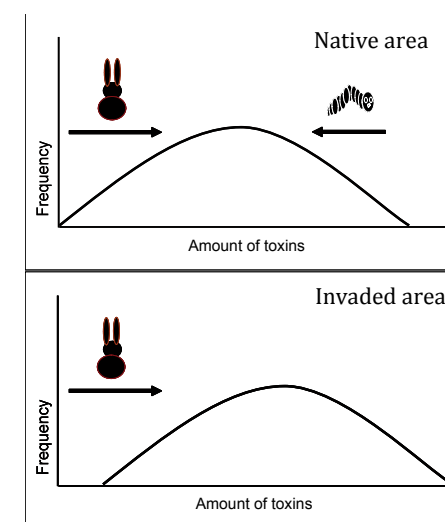 Native area
Frequency
Amount of toxins
Invaded area
Frequency
Amount of toxins